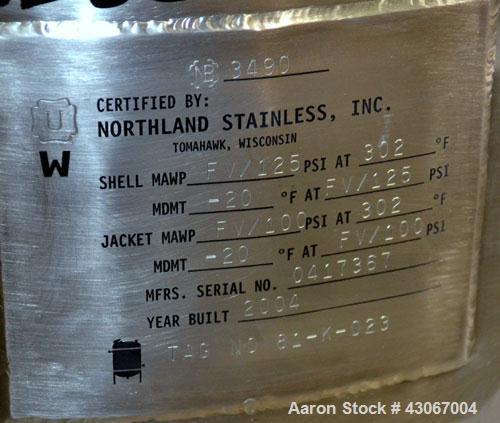 NB 3490
CERTIFIED BY:
U
NORTHLAND STAINLESS, INC.
W
TOMAHAWK, WISCONSIN
SHELL MAWP FV/125 PSI AT 302 °F
MDMT -20 °F AT FV/125 PSI
JACKET MAWP FV/100 PSI AT 302 °F
MDMT -20 °F AT FV/100 PSI
MFRS. SERIAL NO. 0417367
YEAR BUILT 2004
TAG NO 81-K-023
Aaron Stock # 43067004